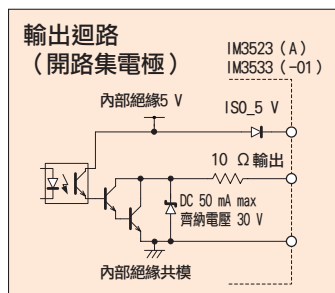 輸出迴路
（開路集電極）
IM3523（A）
IM3533（-01）
內部絕緣5 V
ISO_5 V
10 Ω 輸出
DC 50 mA max
齊納電壓 30 V
內部絕緣共模